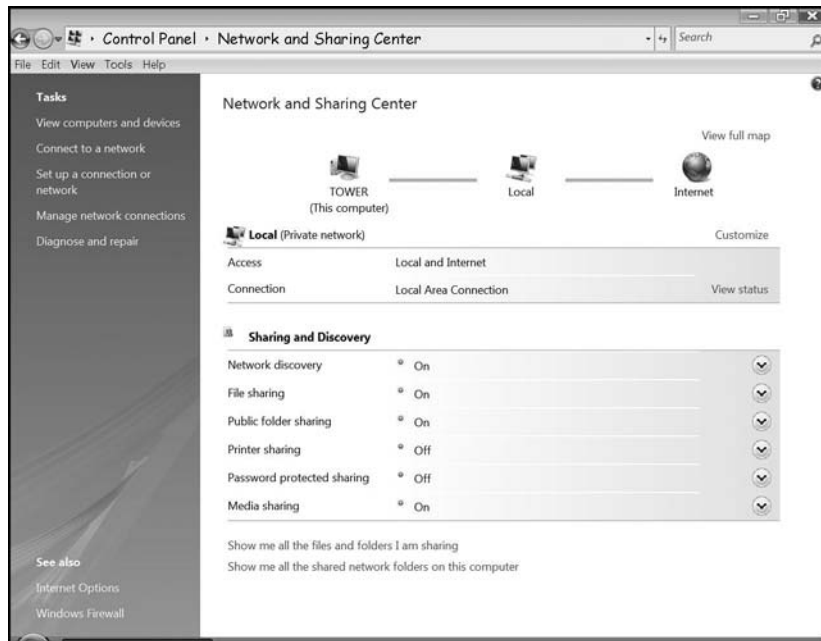 Control Panel Network and Sharing Center Search
File Edit View Tools Help
Tasks
View computers and devices
Connect to a network
Set up a connection or
network
Manage network connections
Diagnose and repair
See also
Internet Options
Windows Firewall
Network and Sharing Center
View full map
TOWER
(This computer)
Local
Internet
Local (Private network) Customize
Access Local and Internet
Connection Local Area Connection View status
Sharing and Discovery
Network discovery On
File sharing On
Public folder sharing On
Printer sharing Off
Password protected sharing Off
Media sharing On
Show me all the files and folders I am sharing
Show me all the shared network folders on this computer